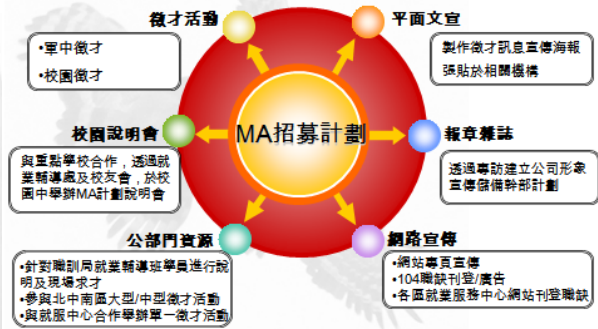 徵才活動
•軍中徵才
•校園徵才
平面文宣
製作徵才訊息宣傳海報
張貼於相關機構
校園說明會
與重點學校合作，透過就
業輔導處及校友會，於校
園中舉辦MA計劃說明會
MA招募計劃
報章雜誌
透過專訪建立公司形象
宣傳儲備幹部計劃
公部門資源
•針對職訓局就業輔導班學員進行說
明及現場求才
•參與北中南區大型/中型徵才活動
•與就服中心合作舉辦單一徵才活動
網路宣傳
•網站專頁宣傳
•104職缺刊登/廣告
•各區就業服務中心網站刊登職缺